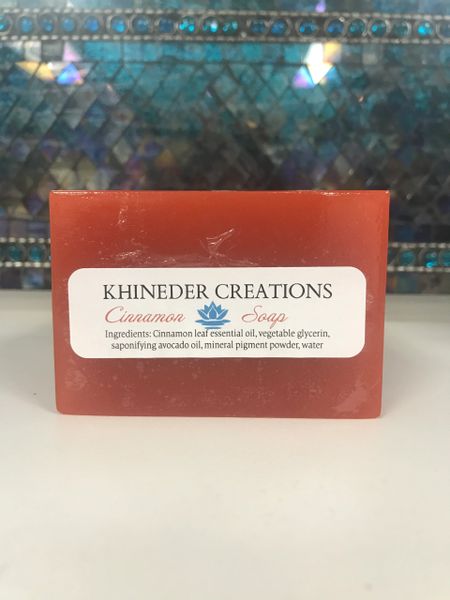 KHINEDER CREATIONS
Cinnamon Soap
Ingredients: Cinnamon leaf essential oil, vegetable glycerin,
saponifying avocado oil, mineral pigment powder, water